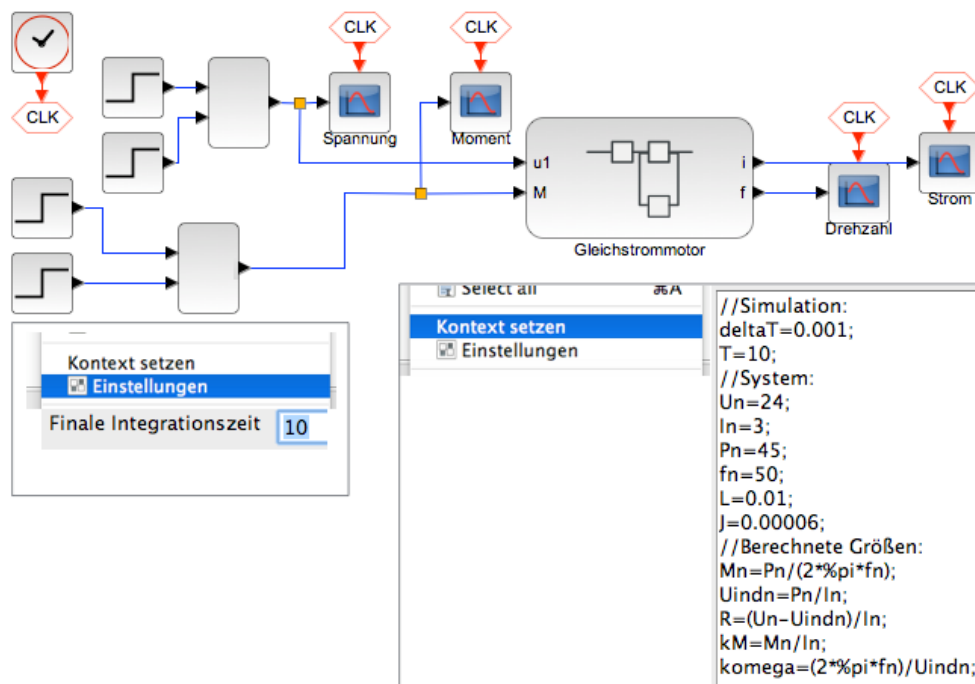 CLK
CLK
CLK
CLK
CLK
Spannung
Moment
u1
i
M
f
Strom
Drehzahl
Gleichstrommotor
Kontext setzen
Einstellungen
Finale Integrationszeit 10
Select all ⌘A
Kontext setzen
Einstellungen
//Simulation:
deltaT=0.001;
T=10;
//System:
Un=24;
In=3;
Pn=45;
fn=50;
L=0.01;
J=0.00006;
//Berechnete Größen:
Mn=Pn/(2*%pi*fn);
Uindn=Pn/In;
R=(Un-Uindn)/In;
kM=Mn/In;
komega=(2*%pi*fn)/Uindn;